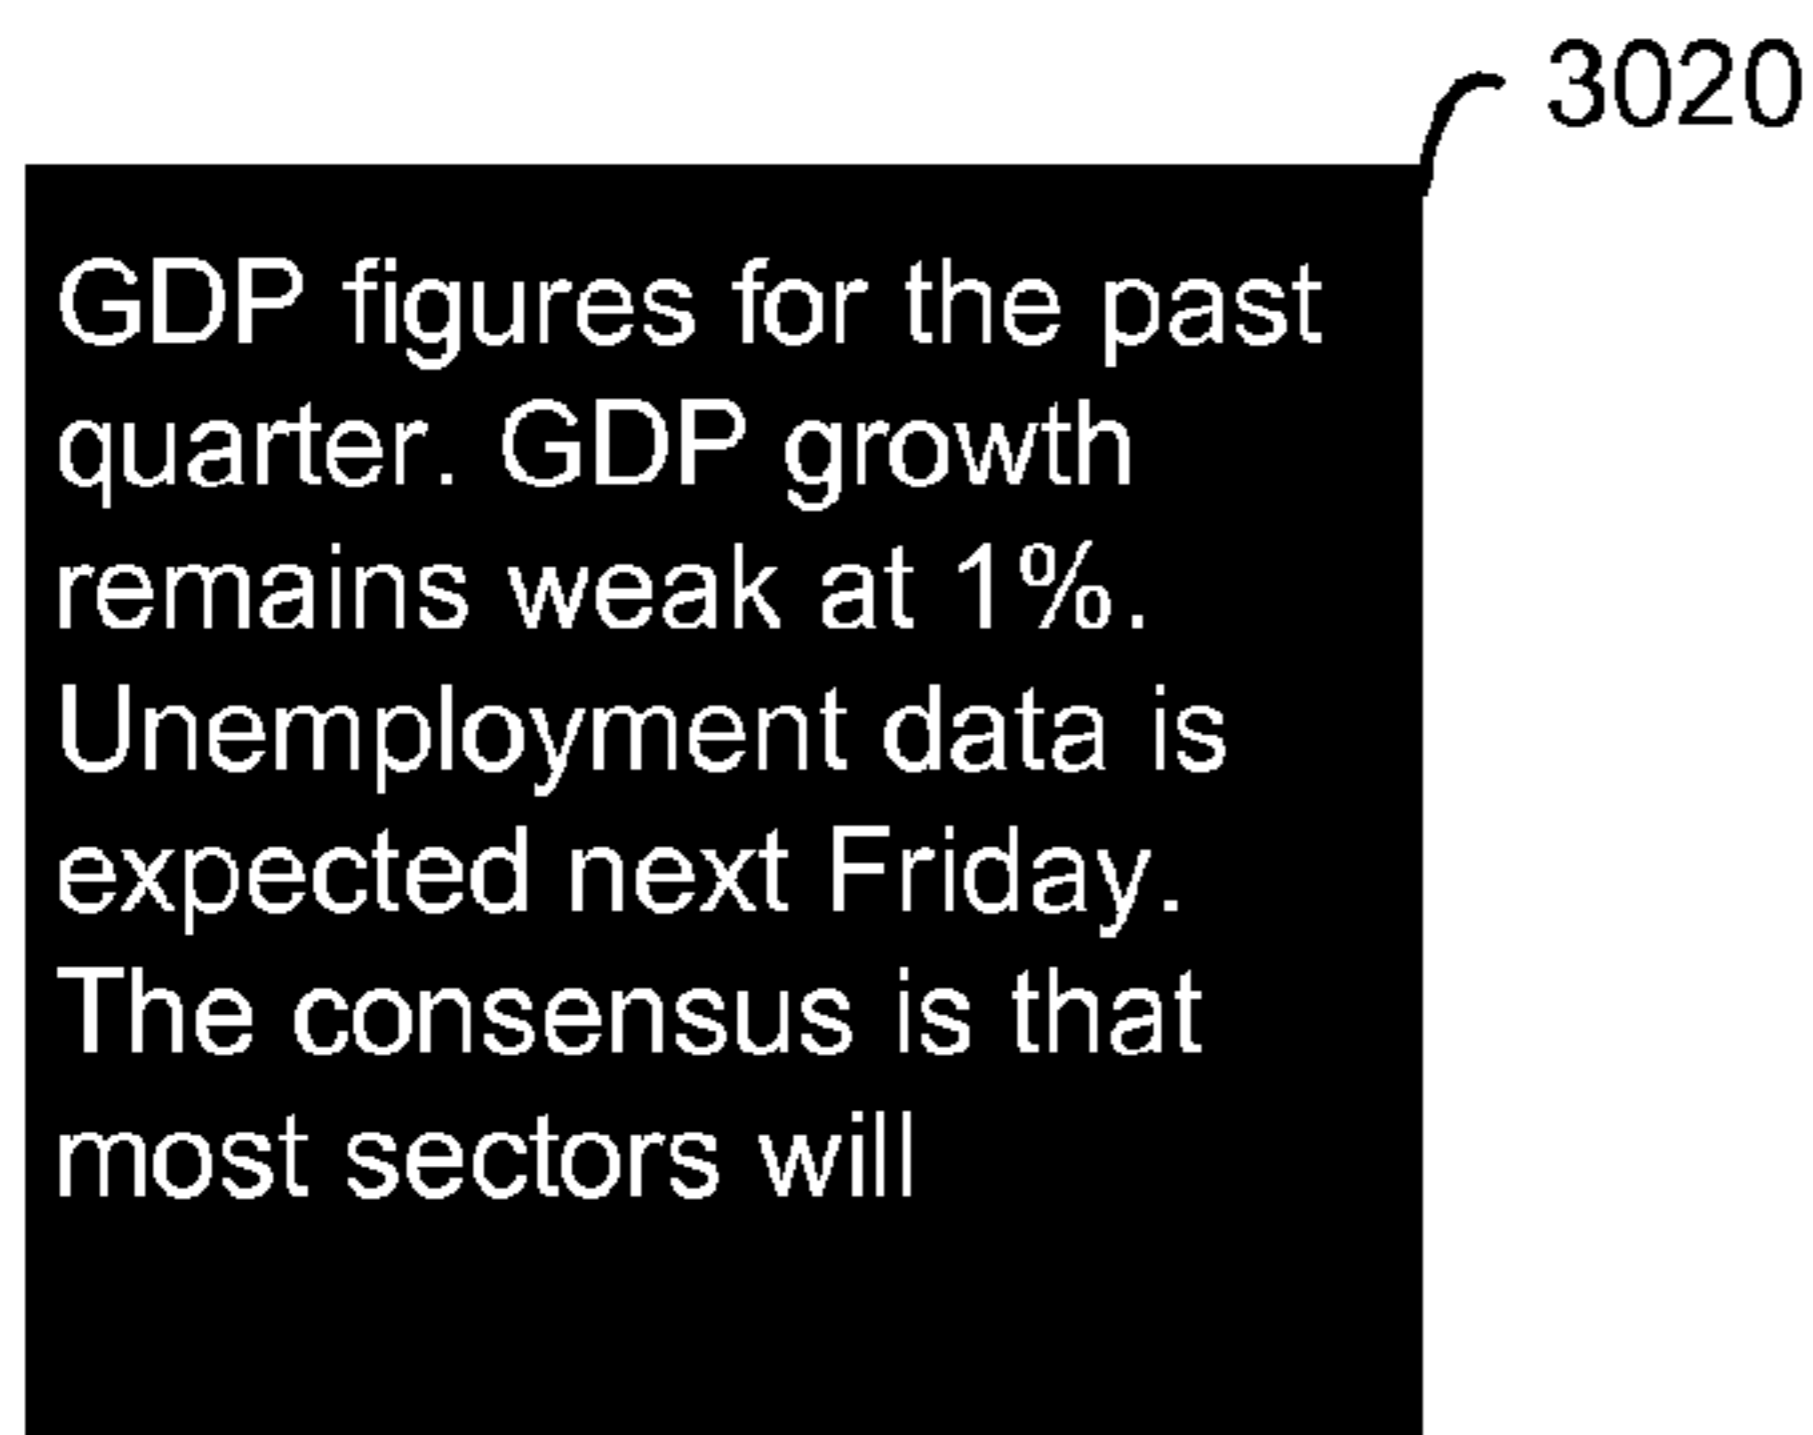 3020
GDP figures for the past
quarter. GDP growth
remains weak at 1%.
Unemployment data is
expected next Friday.
The consensus is that
most sectors will